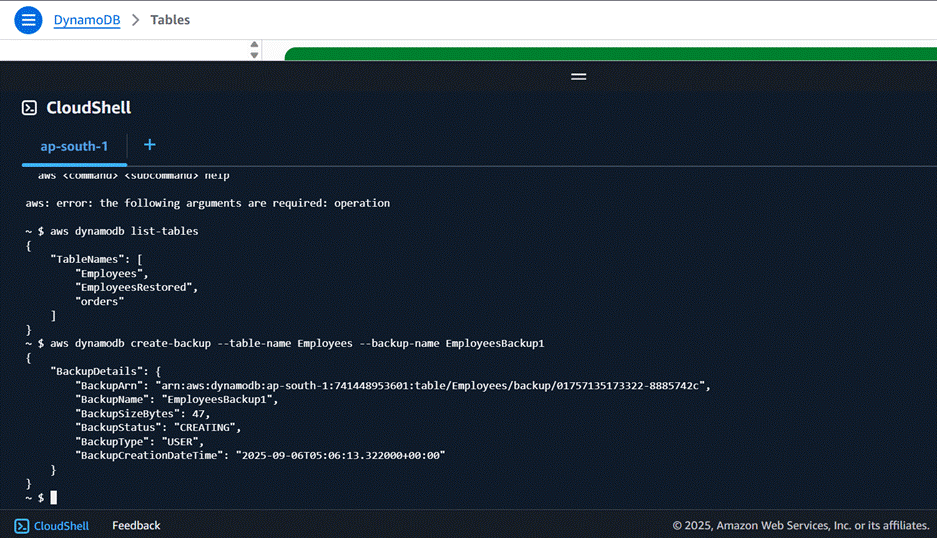 DynamoDB > Tables
CloudShell
ap-south-1 +
aws <command> <subcommand> help
aws: error: the following arguments are required: operation
~ $ aws dynamodb list-tables
{
    "TableNames": [
        "Employees",
        "EmployeesRestored",
        "orders"
    ]
}
~ $ aws dynamodb create-backup --table-name Employees --backup-name EmployeesBackup1
{
    "BackupDetails": {
        "BackupArn": "arn:aws:dynamodb:ap-south-1:741448953601:table/Employees/backup/01757135173322-8885742c",
        "BackupName": "EmployeesBackup1",
        "BackupSizeBytes": 47,
        "BackupStatus": "CREATING",
        "BackupType": "USER",
        "BackupCreationDateTime": "2025-09-06T05:06:13.322000+00:00"
    }
}
~ $
CloudShell Feedback © 2025, Amazon Web Services, Inc. or its affiliates.